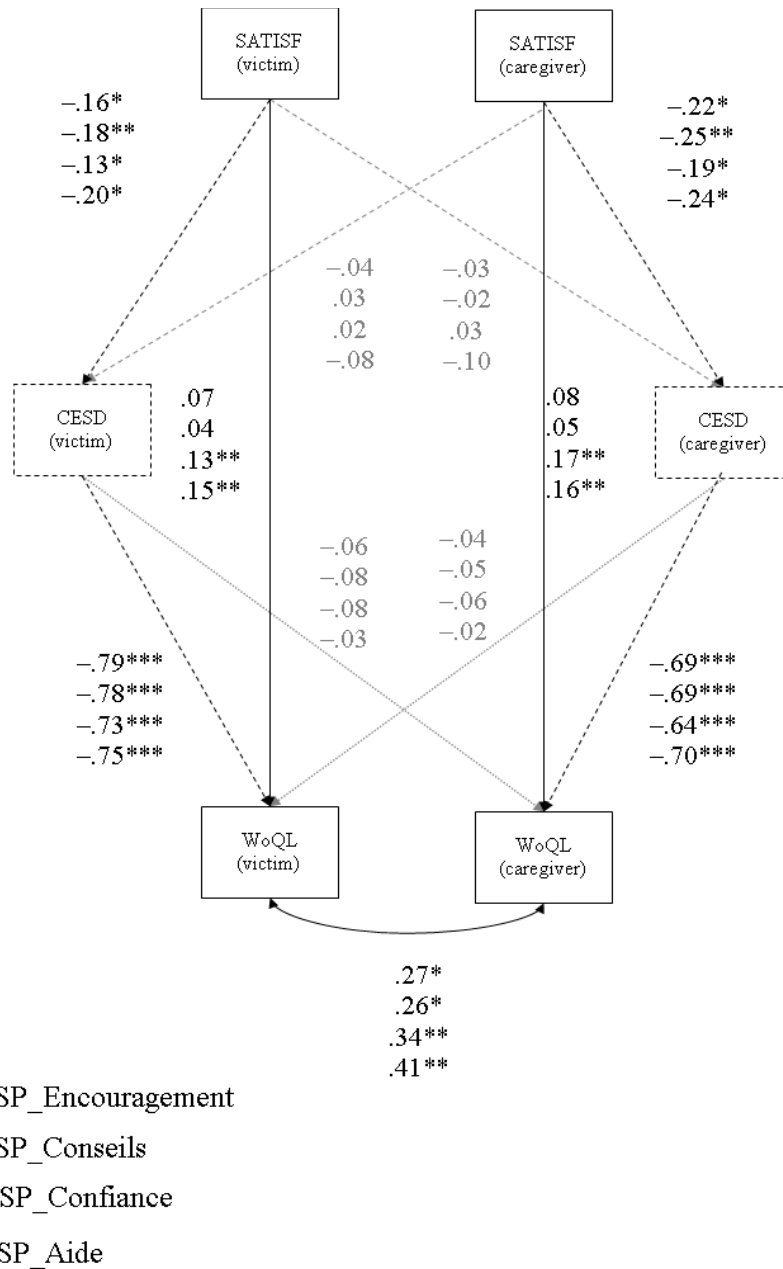 SATISF
(victim)
SATISF
(caregiver)
–.16*
–.18**
–.13*
–.20*
–.22*
–.25**
–.19*
–.24*
–.04
.03
.02
–.08
–.03
–.02
.03
–.10
CESD
(victim)
.07
.04
.13**
.15**
.08
.05
.17**
.16**
CESD
(caregiver)
–.06
–.08
–.08
–.03
–.04
–.05
–.06
–.02
–.79***
–.78***
–.73***
–.75***
–.69***
–.69***
–.64***
–.70***
WoQL
(victim)
WoQL
(caregiver)
.27*
.26*
.34**
.41**
SP_Encouragement
SP_Conseils
SP_Confiance
SP_Aide